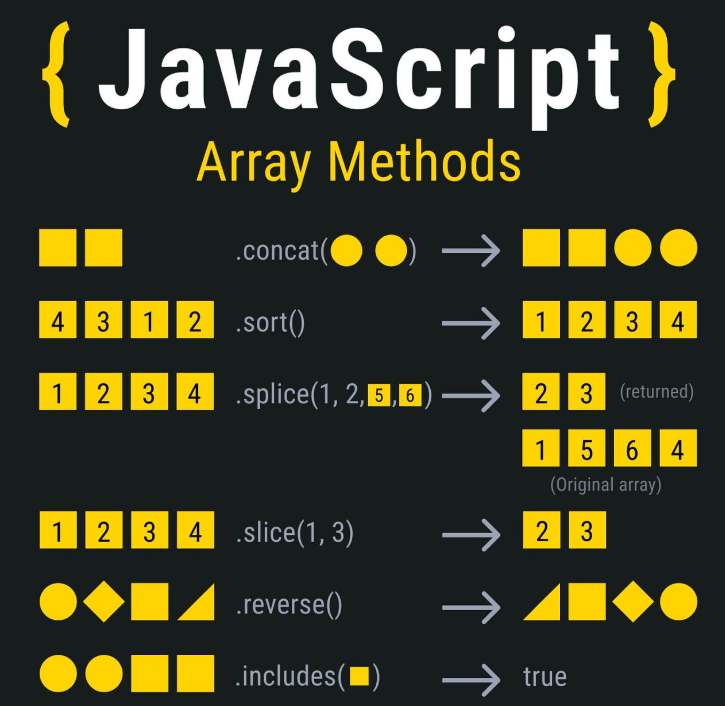 { JavaScript }
Array Methods
.concat( )
4 3 1 2 .sort() 1 2 3 4
1 2 3 4 .splice(1, 2, 5 , 6 ) 2 3 (returned)
1 5 6 4
(Original array)
1 2 3 4 .slice(1, 3) 2 3
.reverse()
.includes( ) true